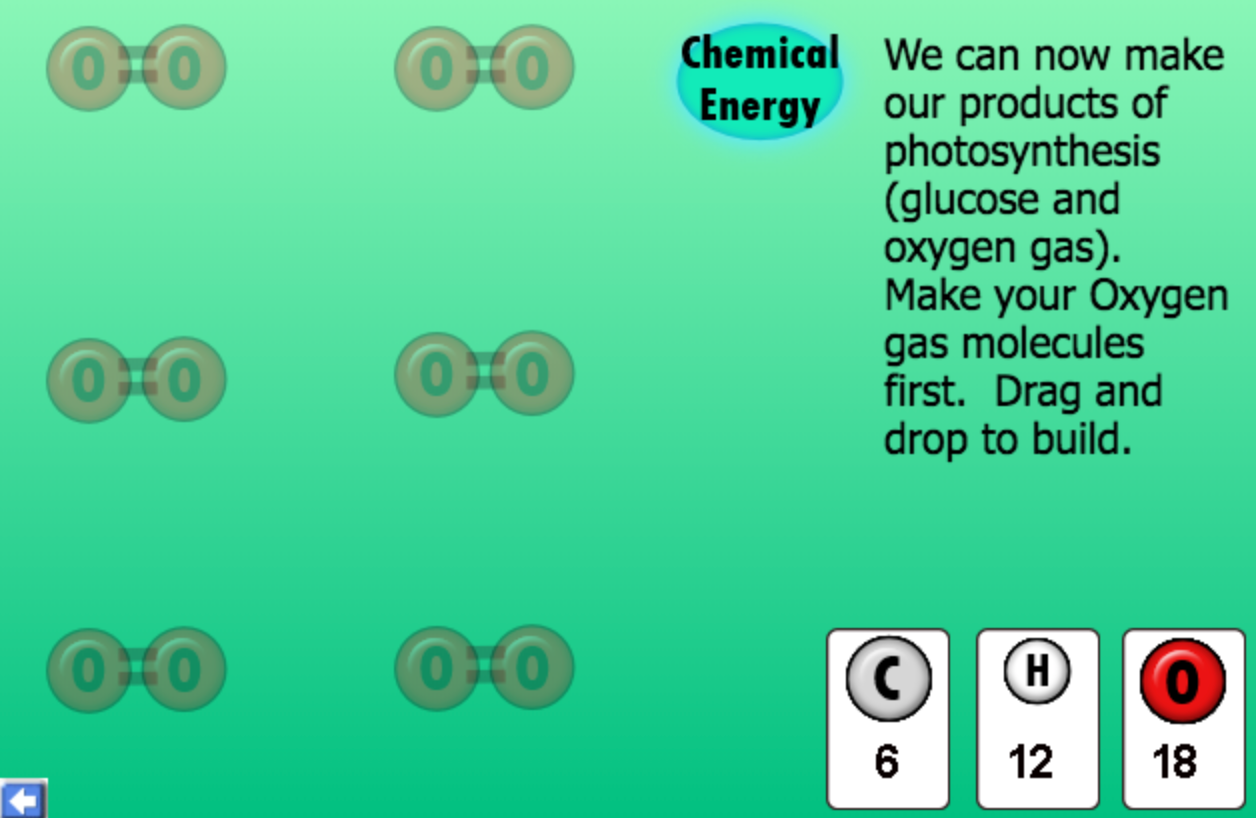 O=O O=O
Chemical
Energy
We can now make
our products of
photosynthesis
(glucose and
oxygen gas).
Make your Oxygen
gas molecules
first.  Drag and
drop to build.
O=O O=O
O=O O=O
C H O
6 12 18